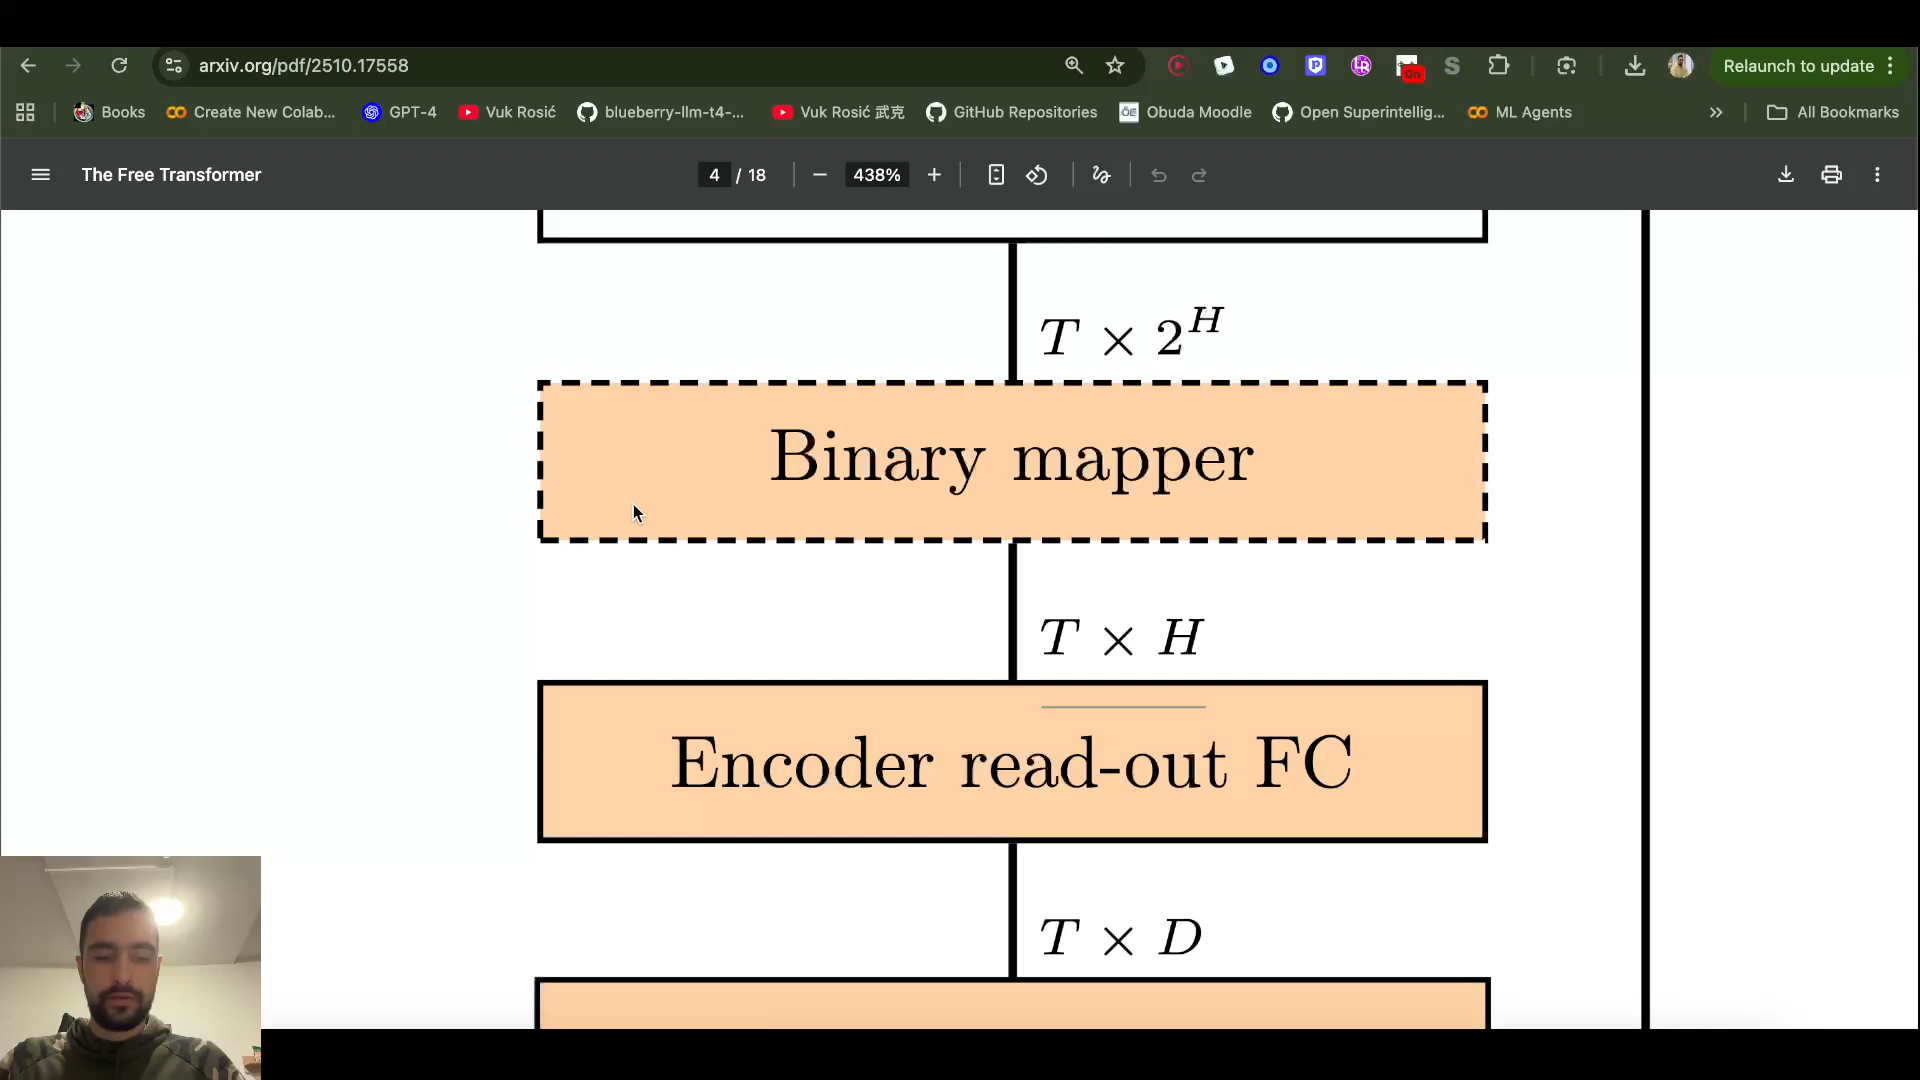 arxiv.org/pdf/2510.17558
On
S
Relaunch to update
Books
Create New Colab...
GPT-4
Vuk Rosić
blueberry-llm-t4-...
Vuk Rosić 武克
GitHub Repositories
Obuda Moodle
Open Superintellig...
ML Agents
»
All Bookmarks
The Free Transformer
4 / 18
438%
T × 2^H
Binary mapper
T × H
Encoder read-out FC
T × D